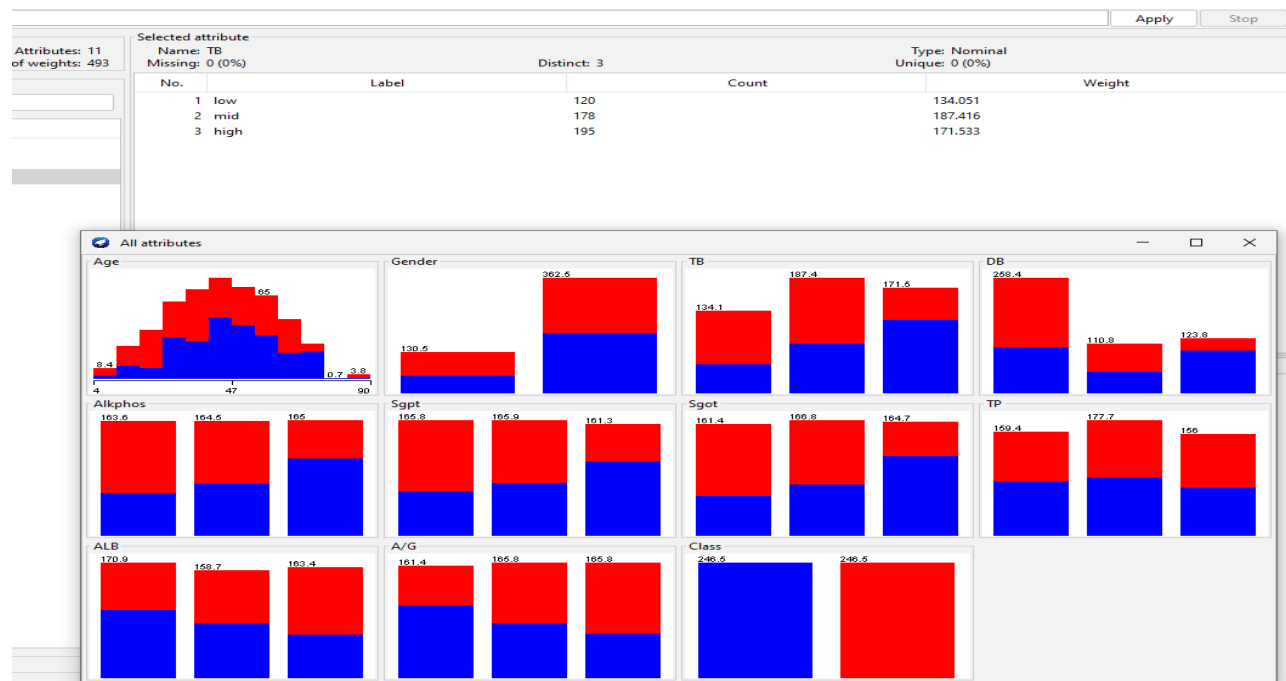 Apply Stop
Selected attribute
Attributes: 11 Name: TB Type: Nominal
of weights: 493 Missing: 0 (0%) Distinct: 3 Unique: 0 (0%)
No. Label Count Weight
1 low 120 134.051
2 mid 178 187.416
3 high 195 171.533
All attributes
Age Gender TB DB
8.4 65 0.7 3.8
4 47 90
130.5 362.5
134.1 187.4 171.5
258.4 110.8 123.8
Alkphos Sgpt Sgot TP
163.6 164.5 165
165.8 165.9 161.3
161.4 166.8 164.7
159.4 177.7 156
ALB A/G Class
170.9 158.7 163.4
161.4 165.8 165.8
246.5 246.5